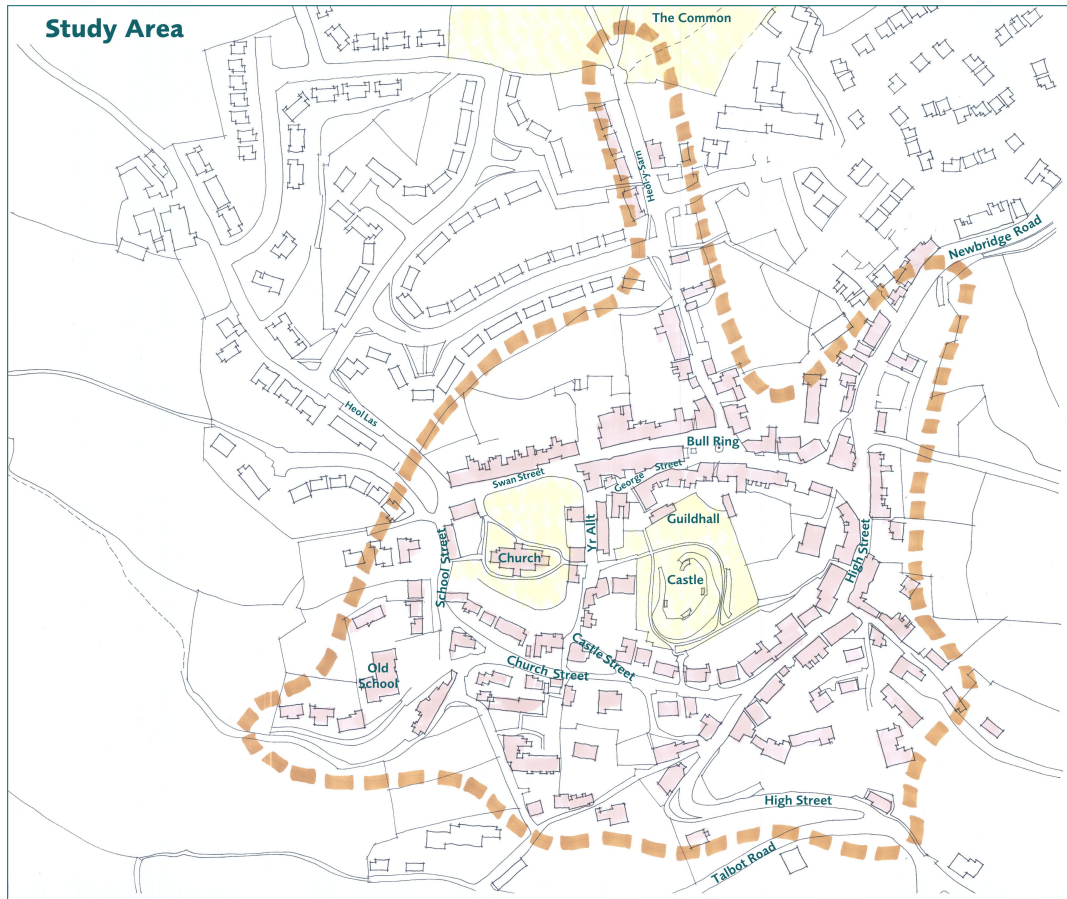 Study Area
The Common
Heol-y-Sarn
Newbridge Road
Heol Las
Bull Ring
Swan Street
George Street
Yr Allt
Guildhall
School Street
Church
Castle
High Street
Castle Street
Church Street
Old
School
High Street
Talbot Road